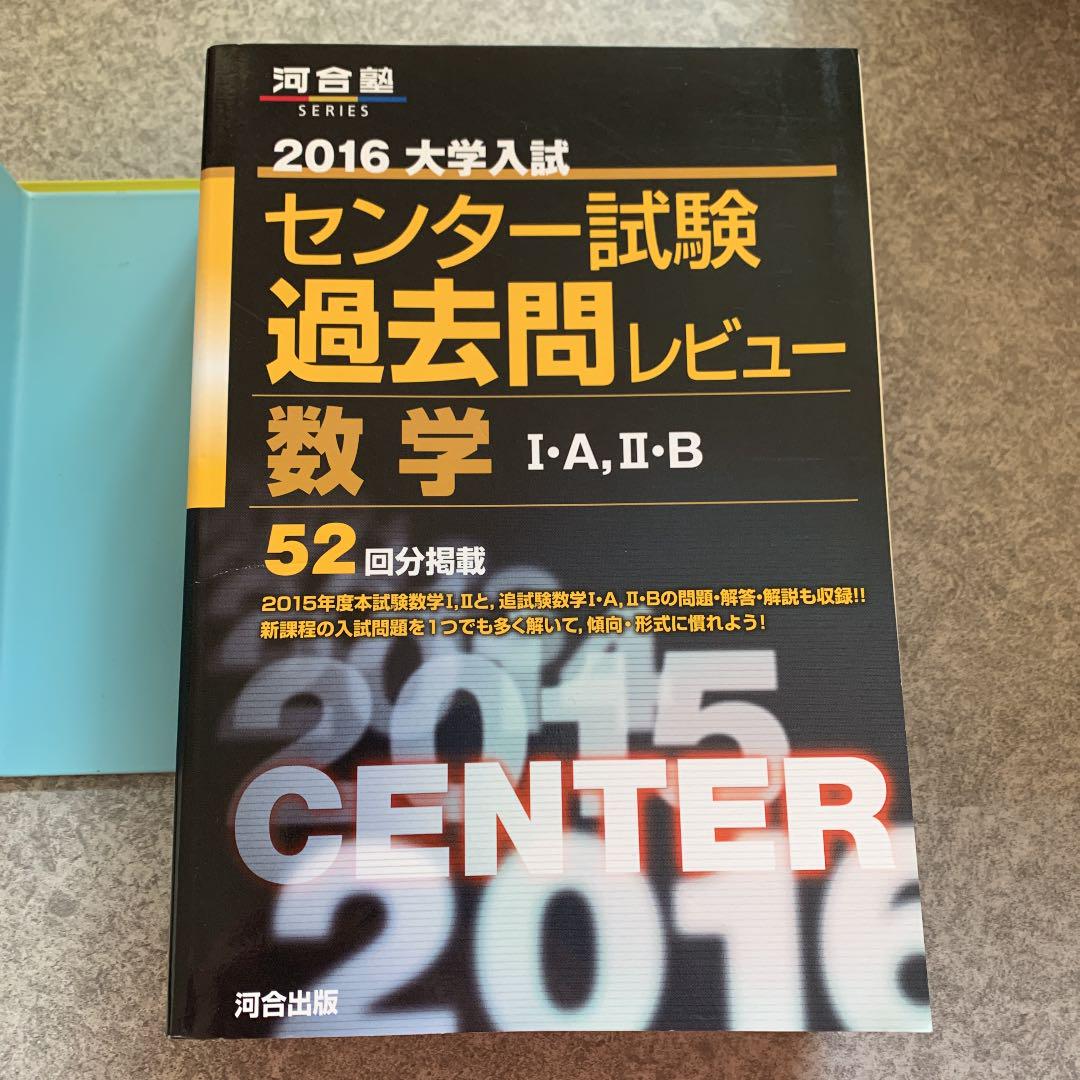 河合塾
SERIES
2016 大学入試
センター試験
過去問レビュー
数学 I・A, II・B
52回分掲載
2015年度本試験数学I, IIと, 追試験数学I・A, II・Bの問題・解答・解説も収録!!
新課程の入試問題を1つでも多く解いて, 傾向・形式に慣れよう!
2015
CENTER
2016
河合出版